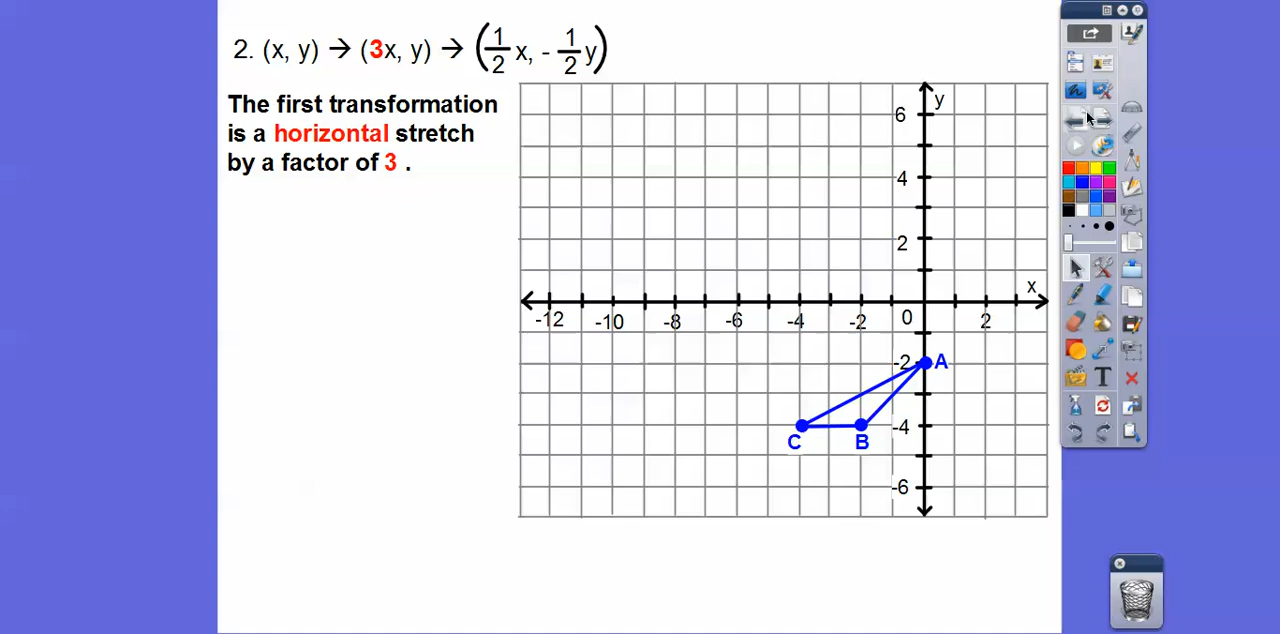 2. (x, y) → (3x, y) → (1/2 x, - 1/2 y)
The first transformation
is a horizontal stretch
by a factor of 3 .
y
6
4
2
x
-12 -10 -8 -6 -4 -2 0 2
-2 A
-4
C B
-6
T